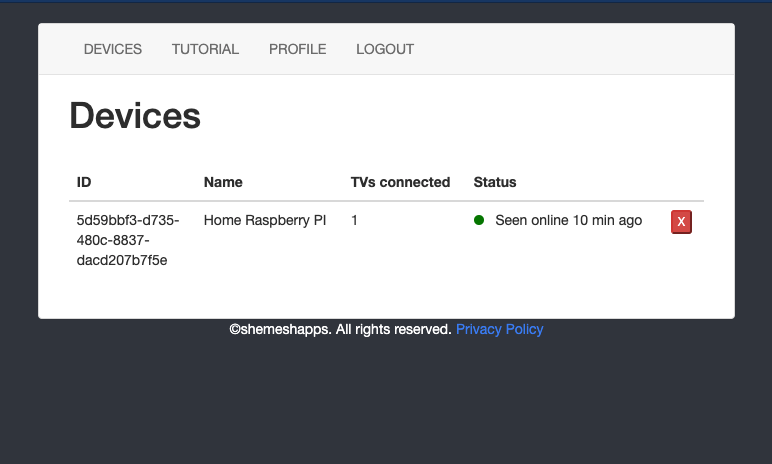 DEVICES TUTORIAL PROFILE LOGOUT
Devices
ID Name TVs connected Status
5d59bbf3-d735- Home Raspberry PI 1 Seen online 10 min ago X
480c-8837-
dacd207b7f5e
©shemeshapps. All rights reserved. Privacy Policy